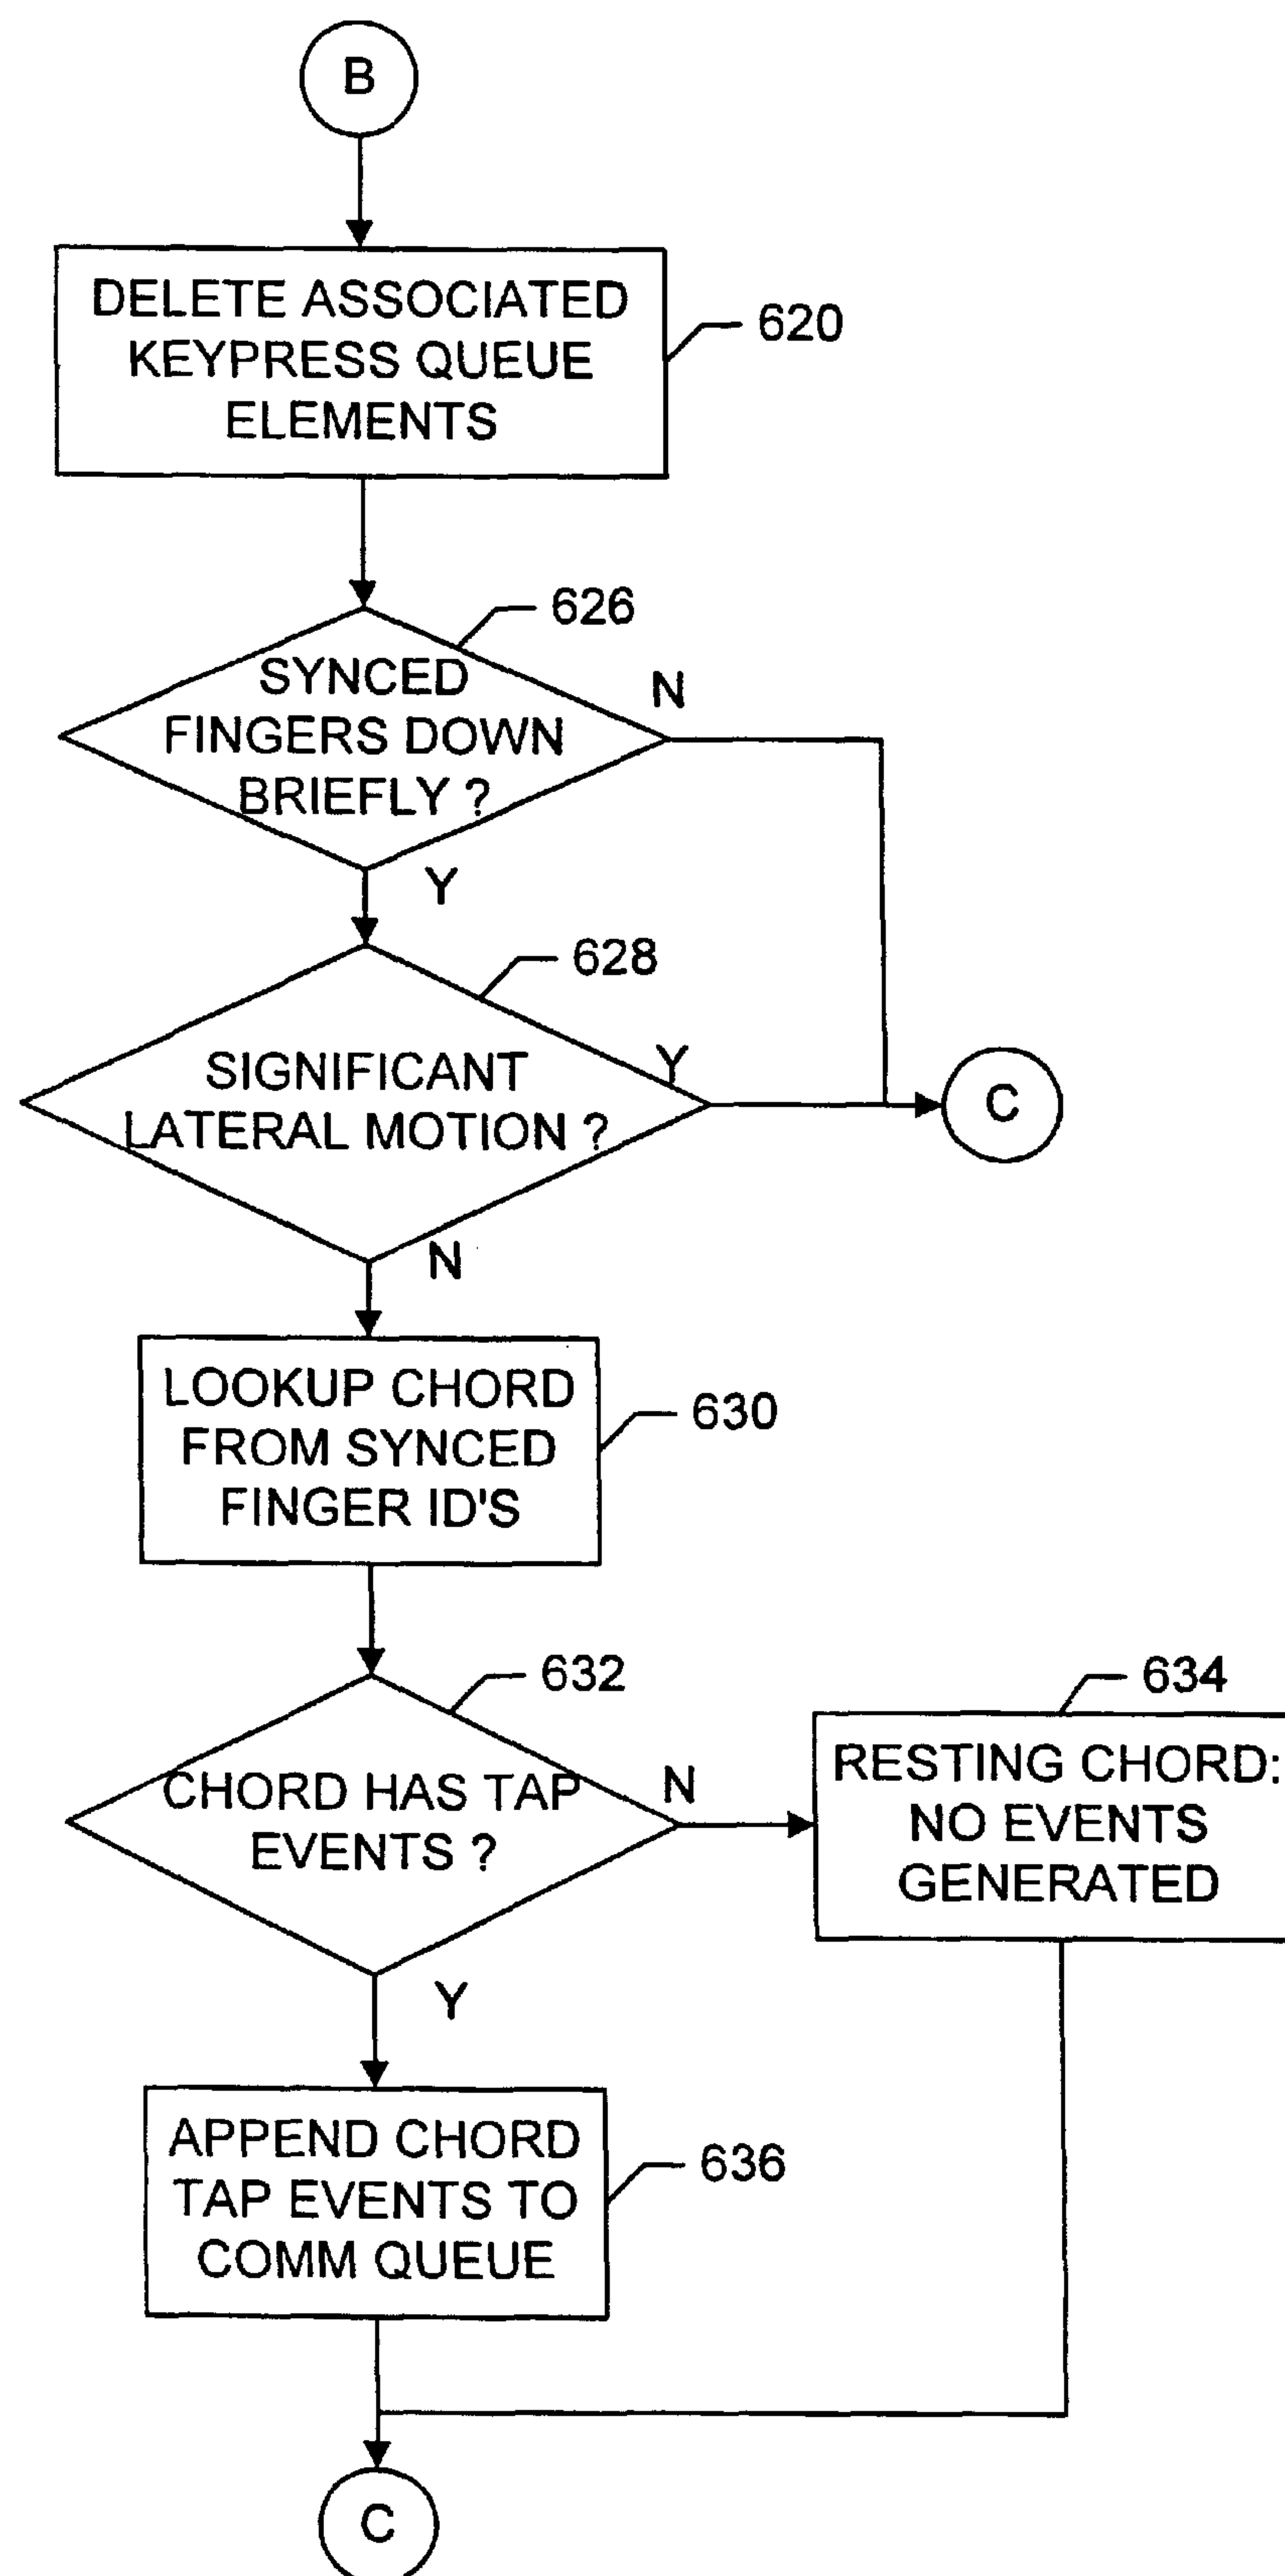 B
DELETE ASSOCIATED
KEYPRESS QUEUE
ELEMENTS
620
626
SYNCED
FINGERS DOWN
BRIEFLY ?
N
Y
628
SIGNIFICANT
LATERAL MOTION ?
Y
C
N
LOOKUP CHORD
FROM SYNCED
FINGER ID'S
630
632
CHORD HAS TAP
EVENTS ?
N
634
RESTING CHORD:
NO EVENTS
GENERATED
Y
APPEND CHORD
TAP EVENTS TO
COMM QUEUE
636
C